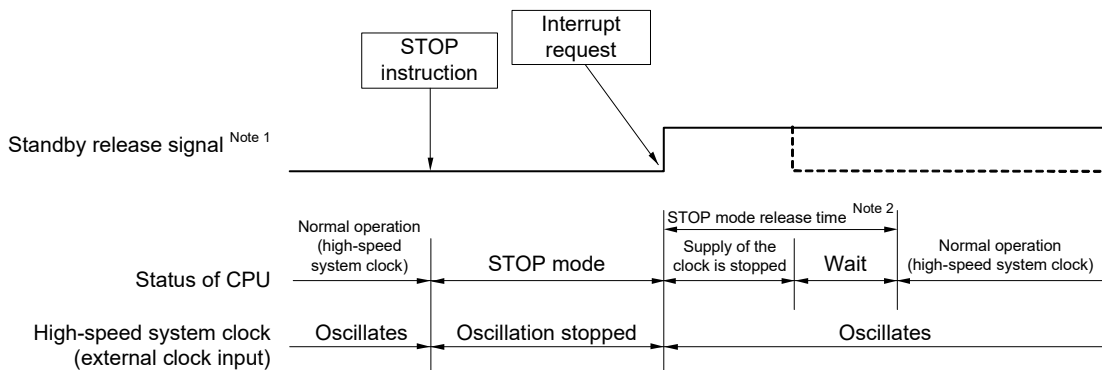 STOP
instruction
Interrupt
request
Standby release signal Note 1
STOP mode release time Note 2
Normal operation
(high-speed
system clock)
Supply of the
clock is stopped
Normal operation
(high-speed system clock)
Status of CPU
STOP mode
Wait
High-speed system clock
(external clock input)
Oscillates
Oscillation stopped
Oscillates